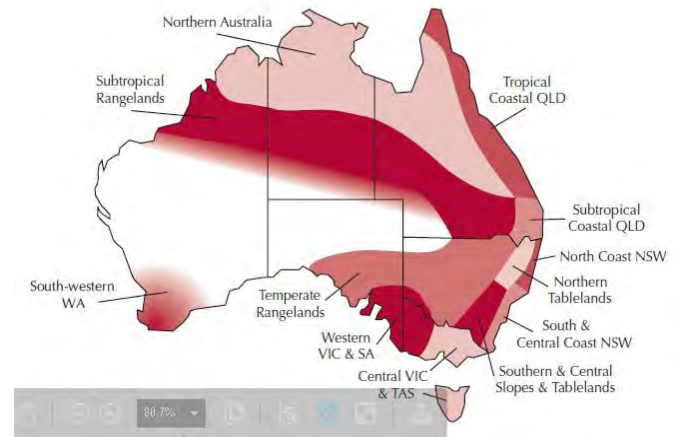 Northern Australia
Subtropical
Rangelands
Tropical
Coastal QLD
Subtropical
Coastal QLD
North Coast NSW
Northern
Tablelands
South-western
WA
Temperate
Rangelands
South &
Central Coast NSW
Western
VIC & SA
Central VIC
& TAS
Southern & Central
Slopes & Tablelands
80.7%